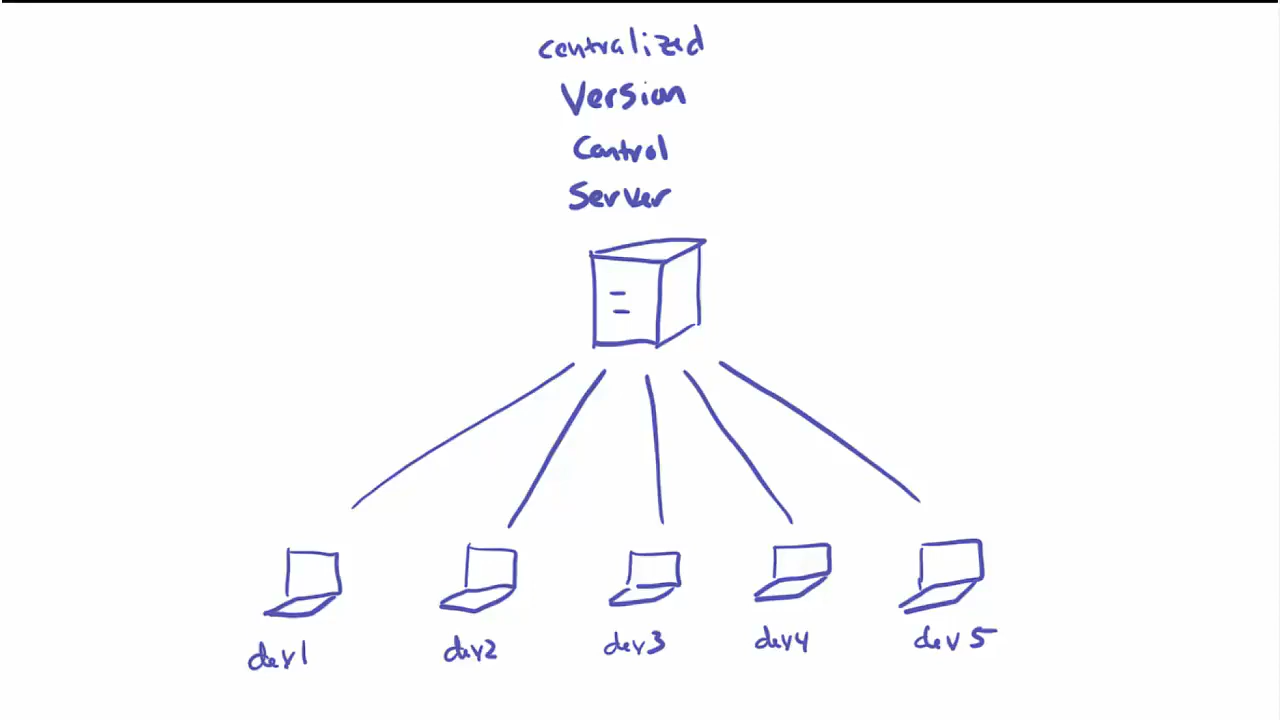 centralized
Version
Control
Server
dev1 dev2 dev3 dev4 dev5